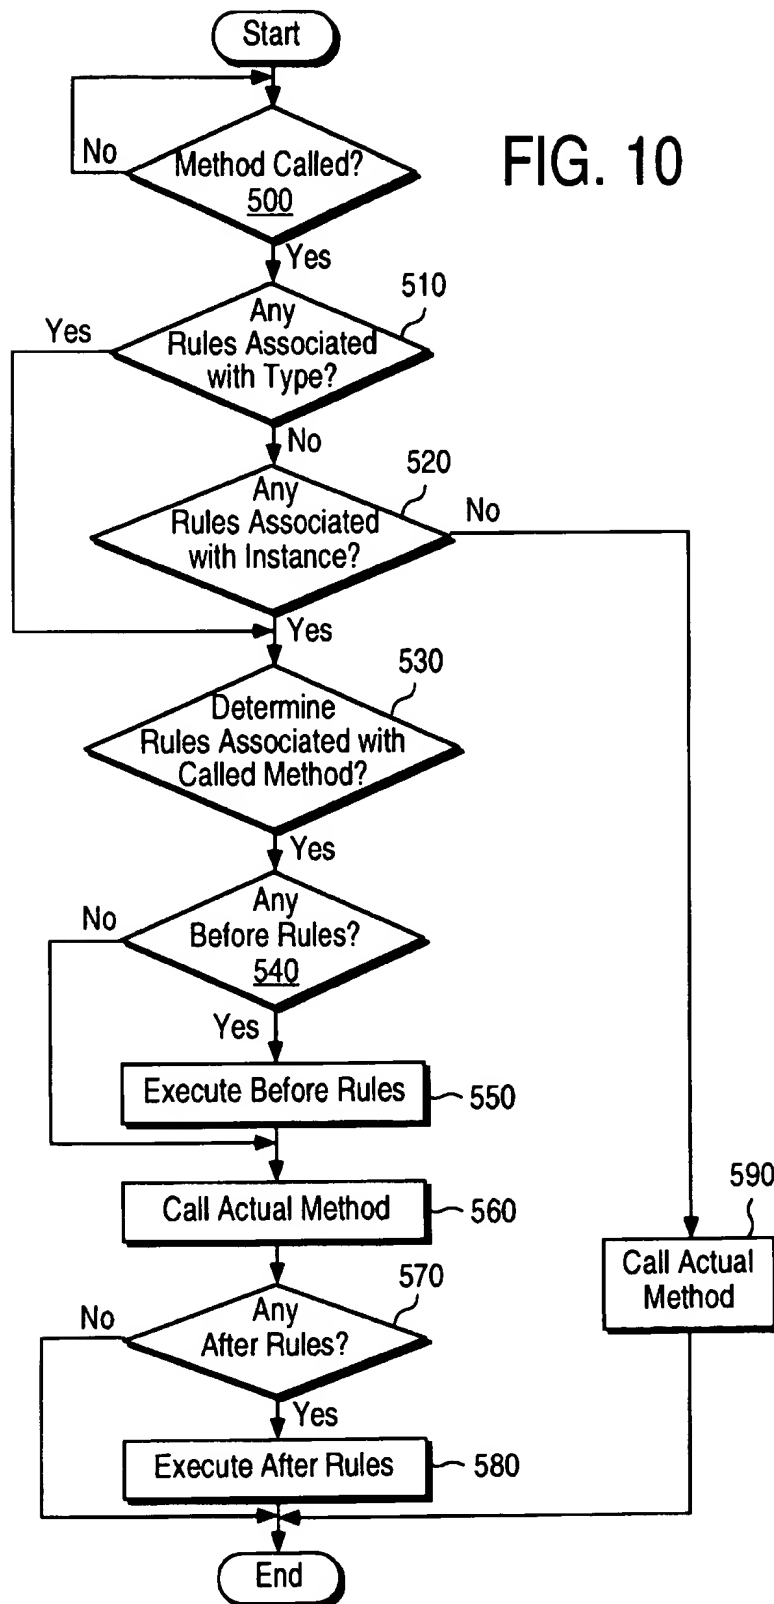 Start
FIG. 10
No
Method Called?
500
Yes
510
Yes
Any
Rules Associated
with Type?
No
520
Any
Rules Associated
with Instance?
No
Yes
530
Determine
Rules Associated with
Called Method?
Yes
No
Any
Before Rules?
540
Yes
Execute Before Rules
550
Call Actual Method
560
590
Call Actual
Method
570
No
Any
After Rules?
Yes
Execute After Rules
580
End